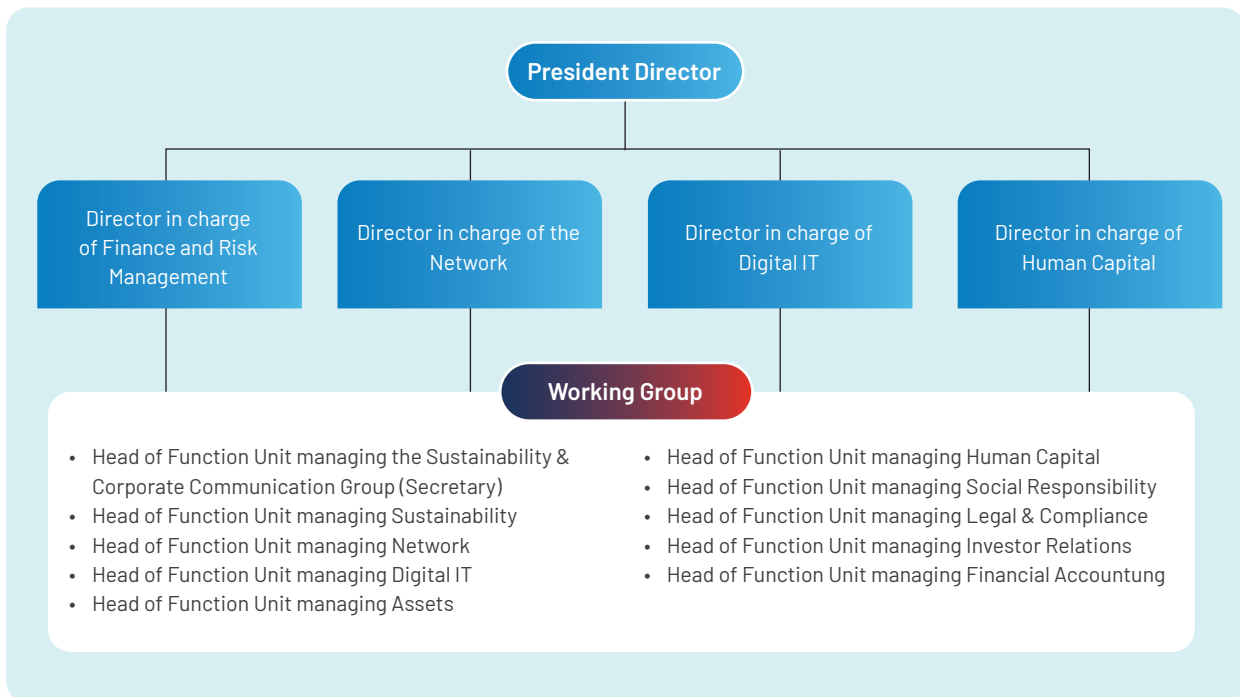 President Director
Director in charge
of Finance and Risk
Management
Director in charge of the
Network
Director in charge of
Digital IT
Director in charge of
Human Capital
Working Group
• Head of Function Unit managing the Sustainability &
Corporate Communication Group (Secretary)
• Head of Function Unit managing Sustainability
• Head of Function Unit managing Network
• Head of Function Unit managing Digital IT
• Head of Function Unit managing Assets
• Head of Function Unit managing Human Capital
• Head of Function Unit managing Social Responsibility
• Head of Function Unit managing Legal & Compliance
• Head of Function Unit managing Investor Relations
• Head of Function Unit managing Financial Accountung